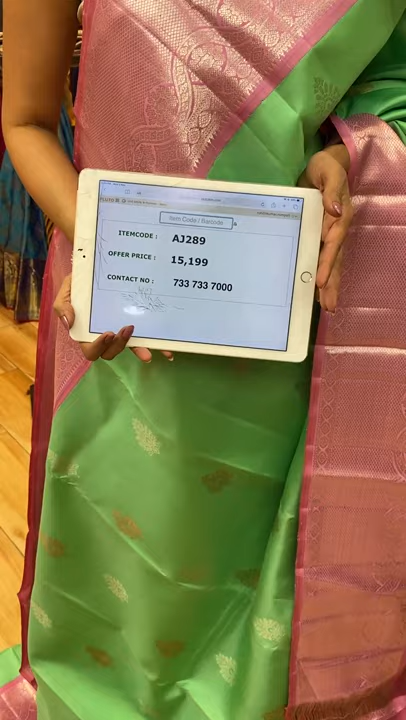 Item Code / Barcode
ITEMCODE : AJ289
OFFER PRICE : 15,199
CONTACT NO : 733 733 7000